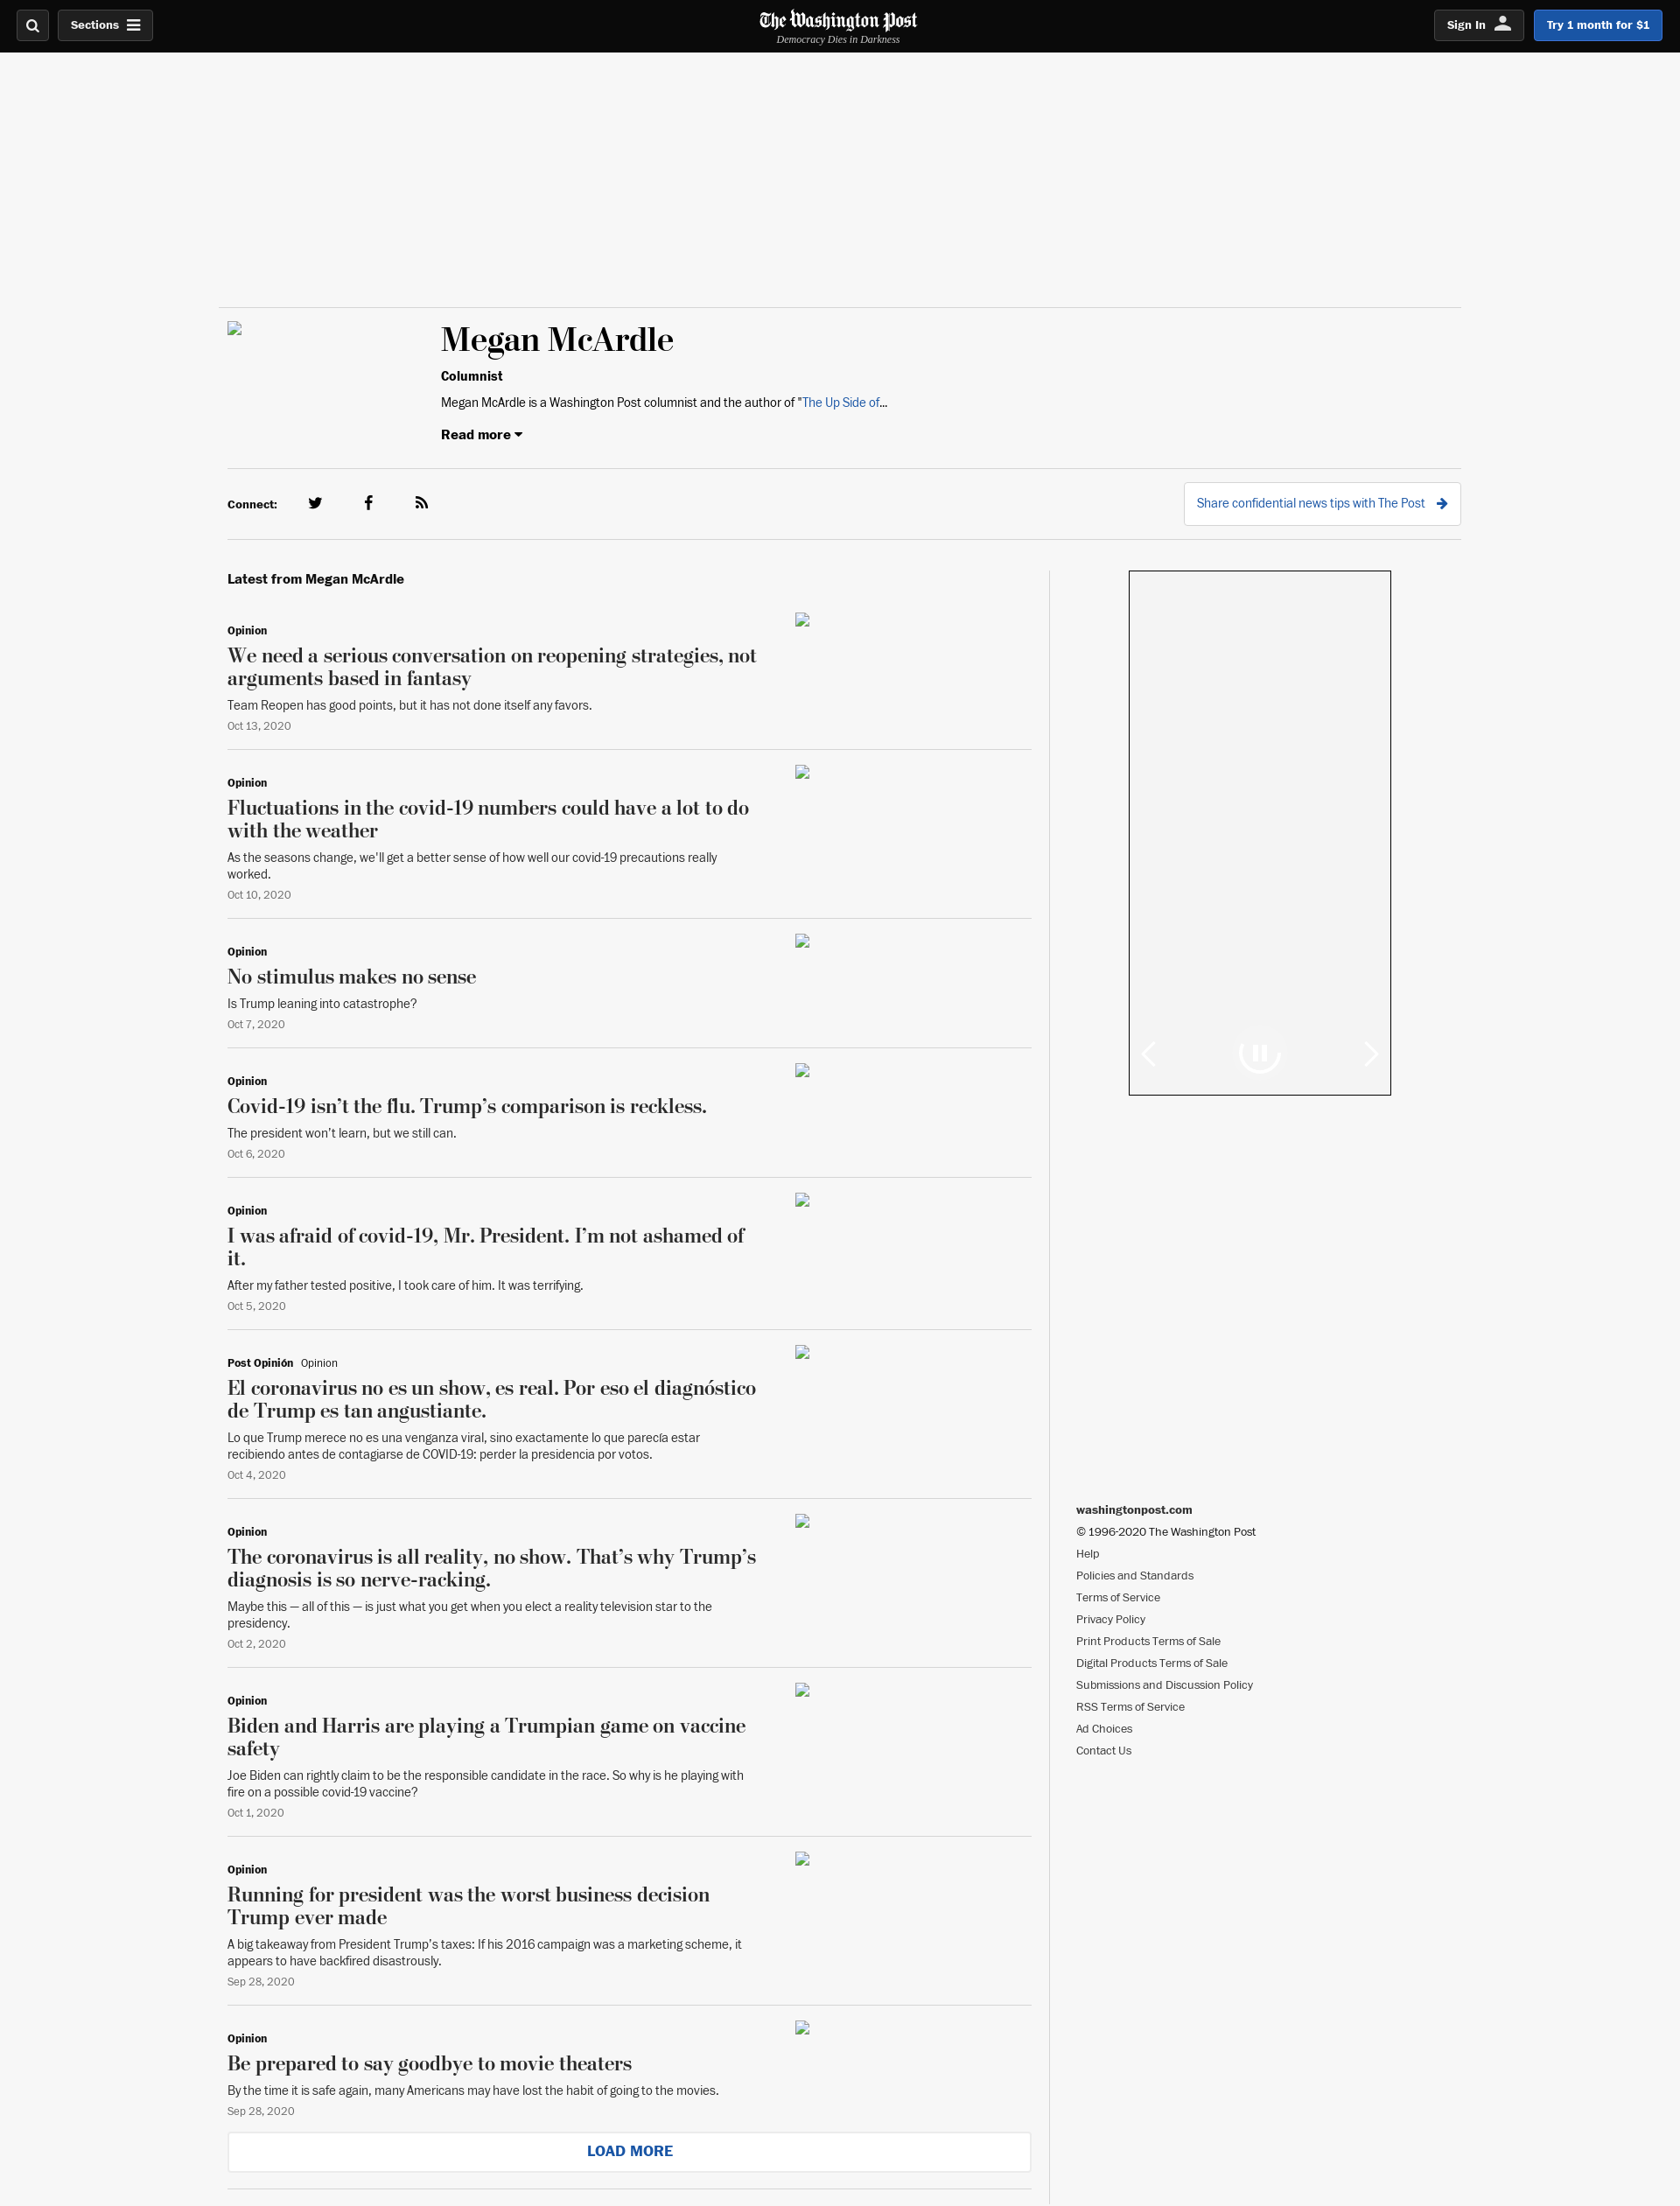 Sections
The Washington Post
Democracy Dies in Darkness
Sign In
Try 1 month for $1
Megan McArdle
Columnist
Megan McArdle is a Washington Post columnist and the author of "The Up Side of...
Read more
Connect:
Share confidential news tips with The Post
Latest from Megan McArdle
Opinion
We need a serious conversation on reopening strategies, not
arguments based in fantasy
Team Reopen has good points, but it has not done itself any favors.
Oct 13, 2020
Opinion
Fluctuations in the covid-19 numbers could have a lot to do
with the weather
As the seasons change, we'll get a better sense of how well our covid-19 precautions really
worked.
Oct 10, 2020
Opinion
No stimulus makes no sense
Is Trump leaning into catastrophe?
Oct 7, 2020
Opinion
Covid-19 isn’t the flu. Trump’s comparison is reckless.
The president won’t learn, but we still can.
Oct 6, 2020
Opinion
I was afraid of covid-19, Mr. President. I’m not ashamed of
it.
After my father tested positive, I took care of him. It was terrifying.
Oct 5, 2020
Post Opinión Opinion
El coronavirus no es un show, es real. Por eso el diagnóstico
de Trump es tan angustiante.
Lo que Trump merece no es una venganza viral, sino exactamente lo que parecía estar
recibiendo antes de contagiarse de COVID-19: perder la presidencia por votos.
Oct 4, 2020
Opinion
The coronavirus is all reality, no show. That’s why Trump’s
diagnosis is so nerve-racking.
Maybe this — all of this — is just what you get when you elect a reality television star to the
presidency.
Oct 2, 2020
Opinion
Biden and Harris are playing a Trumpian game on vaccine
safety
Joe Biden can rightly claim to be the responsible candidate in the race. So why is he playing with
fire on a possible covid-19 vaccine?
Oct 1, 2020
Opinion
Running for president was the worst business decision
Trump ever made
A big takeaway from President Trump’s taxes: If his 2016 campaign was a marketing scheme, it
appears to have backfired disastrously.
Sep 28, 2020
Opinion
Be prepared to say goodbye to movie theaters
By the time it is safe again, many Americans may have lost the habit of going to the movies.
Sep 28, 2020
LOAD MORE
washingtonpost.com
© 1996-2020 The Washington Post
Help
Policies and Standards
Terms of Service
Privacy Policy
Print Products Terms of Sale
Digital Products Terms of Sale
Submissions and Discussion Policy
RSS Terms of Service
Ad Choices
Contact Us